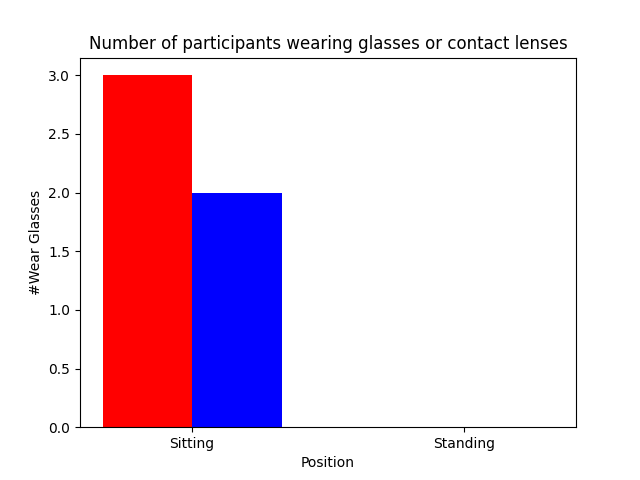 Number of participants wearing glasses or contact lenses
#Wear Glasses
3.0
2.5
2.0
1.5
1.0
0.5
0.0
Sitting
Standing
Position